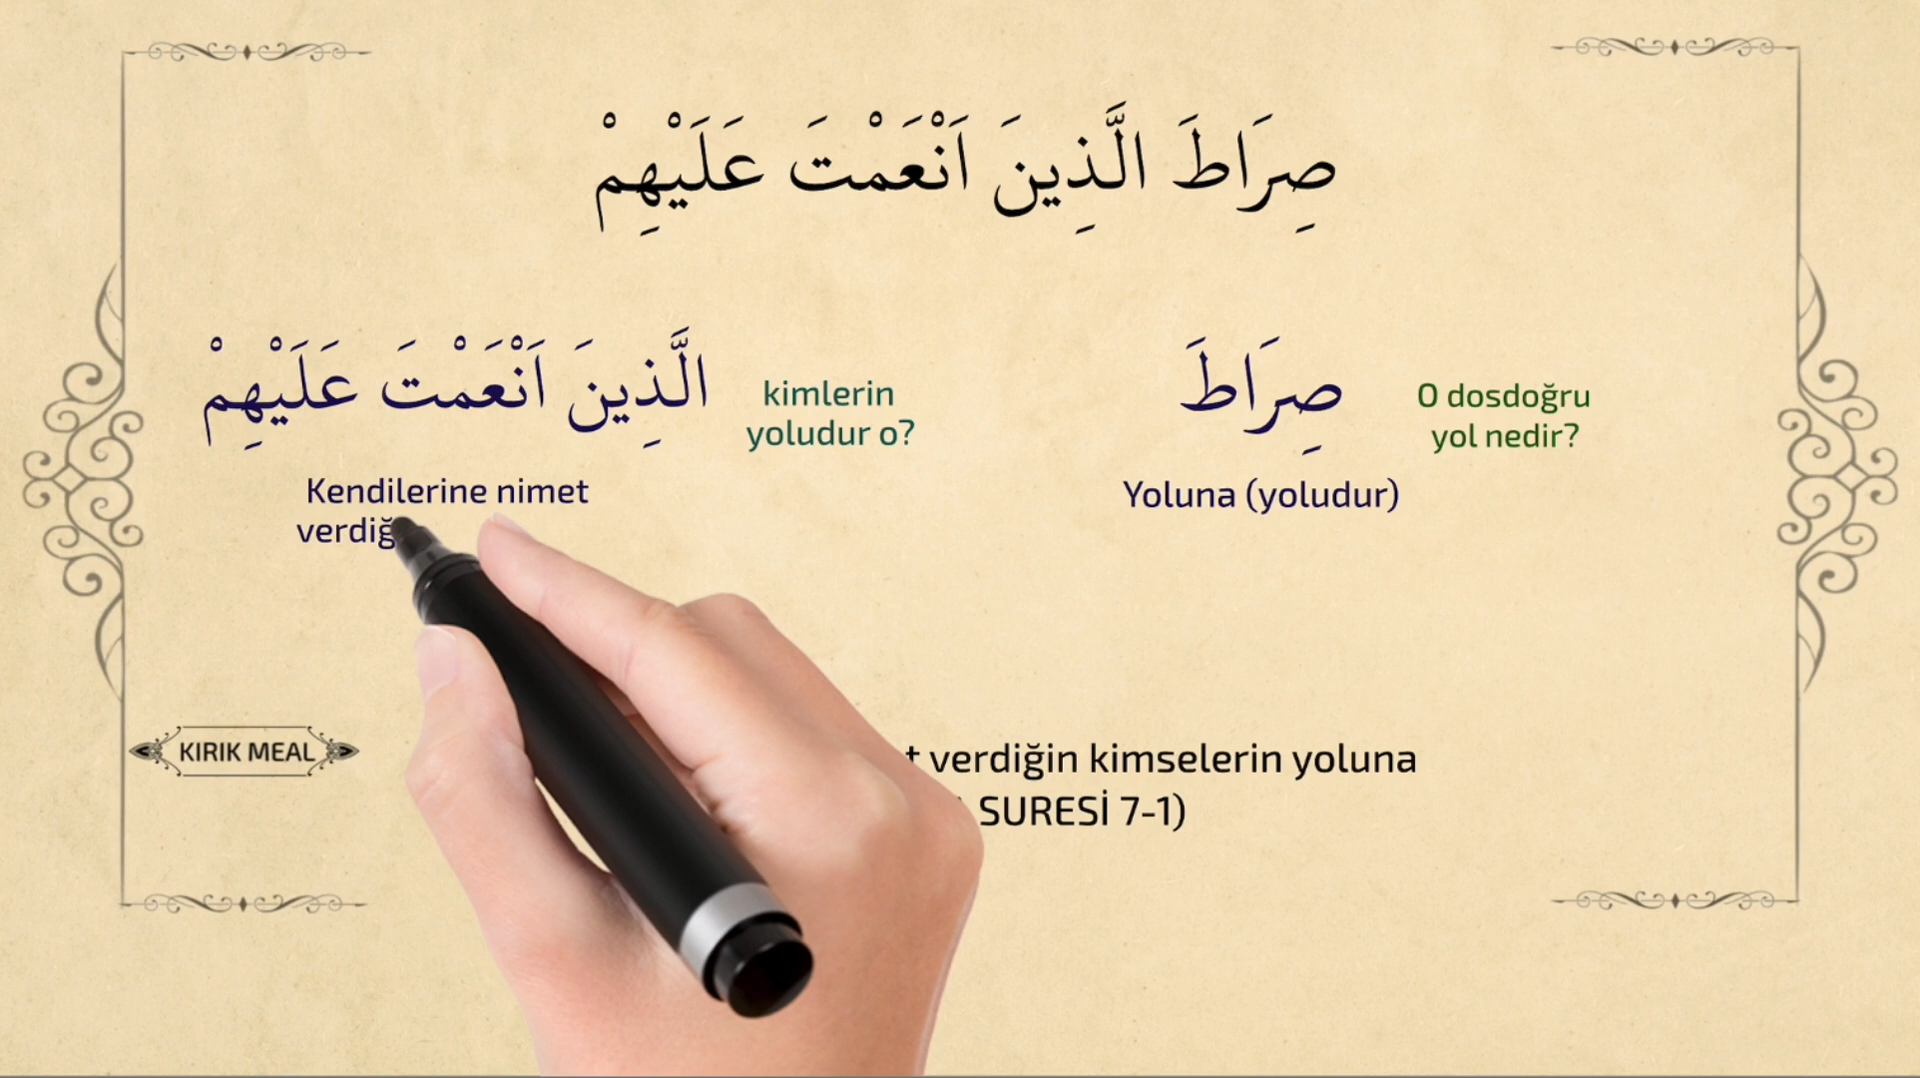 صِرَاطَ الَّذِينَ اَنْعَمْتَ عَلَيْهِمْ
O dosdoğru
yol nedir?
صِرَاطَ
Yoluna (yoludur)
kimlerin
yoludur o?
الَّذِينَ اَنْعَمْتَ عَلَيْهِمْ
Kendilerine nimet
verdiğ
KIRIK MEAL
verdiğin kimselerin yoluna
SURESİ 7-1)